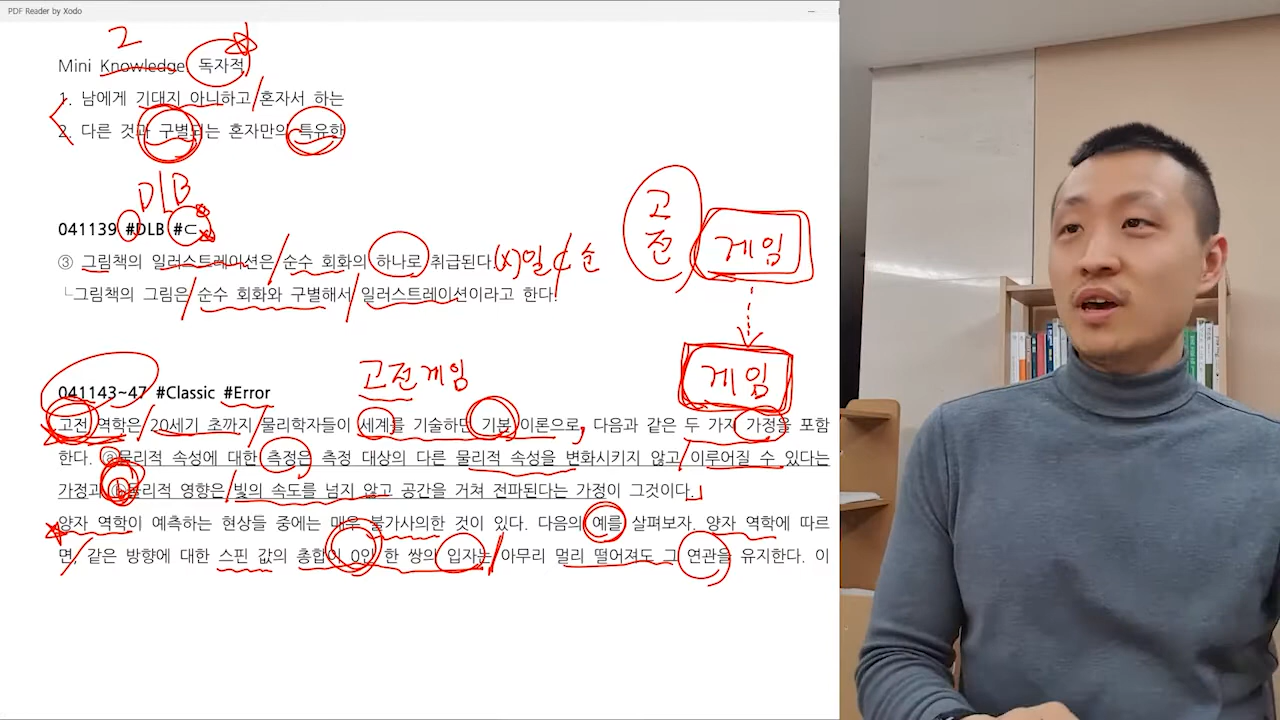 PDF Reader by Xodo
2
Mini Knowledge 독자적
1. 남에게 기대지 아니하고 혼자서 하는
2. 다른 것과 구별되는 혼자만의 특유한
DLB
041139 #DLB #⊂
③ 그림책의 일러스트레이션은 순수 회화의 하나로 취급된다. (x) 일 ⊄ 순
└그림책의 그림은 순수 회화와 구별해서 일러스트레이션이라고 한다.
고전 게임
게임
고전게임
041143~47 #Classic #Error
고전 역학은 20세기 초까지 물리학자들이 세계를 기술하던 기본 이론으로, 다음과 같은 두 가지 가정을 포함
한다. ⓐ물리적 속성에 대한 측정은 측정 대상의 다른 물리적 속성을 변화시키지 않고 이루어질 수 있다는
가정과 ⓑ물리적 영향은 빛의 속도를 넘지 않고 공간을 거쳐 전파된다는 가정이 그것이다.
양자 역학이 예측하는 현상들 중에는 매우 불가사의한 것이 있다. 다음의 예를 살펴보자. 양자 역학에 따르
면, 같은 방향에 대한 스핀 값의 총합이 0인 한 쌍의 입자는 아무리 멀리 떨어져도 그 연관을 유지한다. 이